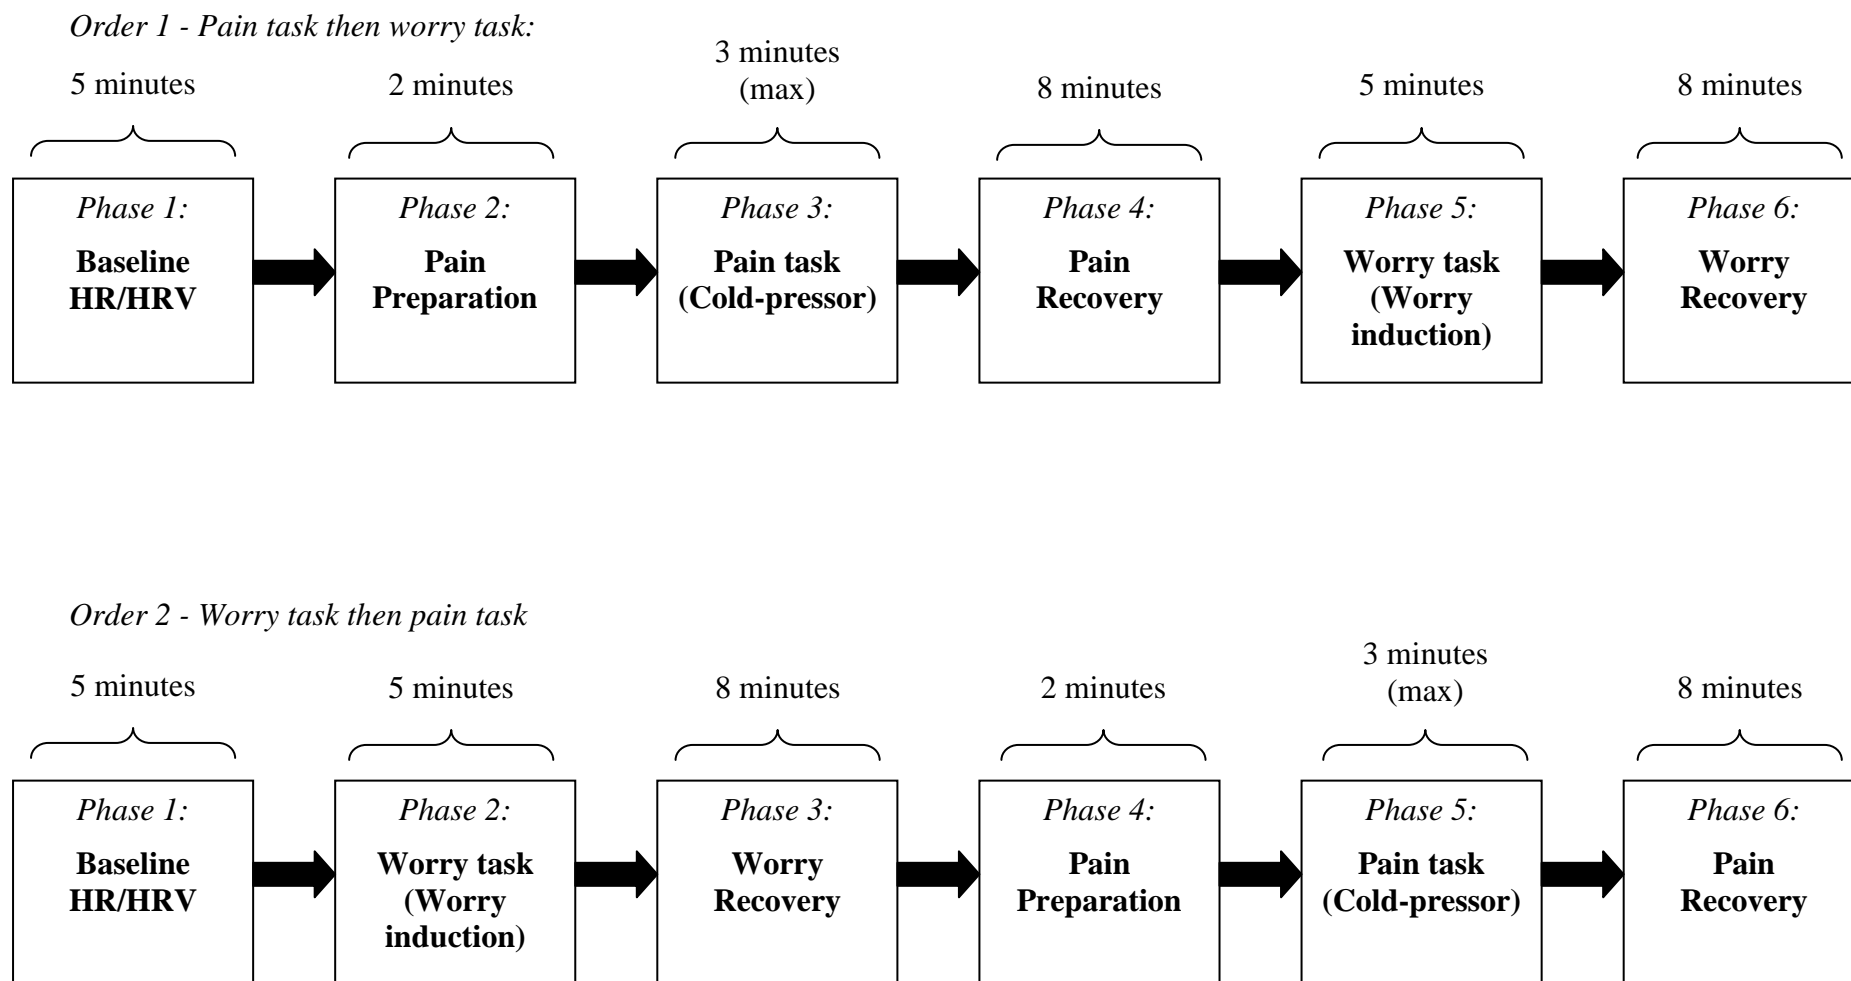 Order 1 - Pain task then worry task:
5 minutes
2 minutes
3 minutes
(max)
8 minutes
5 minutes
8 minutes
Phase 1:
Baseline
HR/HRV
Phase 2:
Pain
Preparation
Phase 3:
Pain task
(Cold-pressor)
Phase 4:
Pain
Recovery
Phase 5:
Worry task
(Worry
induction)
Phase 6:
Worry
Recovery
Order 2 - Worry task then pain task
5 minutes
5 minutes
8 minutes
2 minutes
3 minutes
(max)
8 minutes
Phase 1:
Baseline
HR/HRV
Phase 2:
Worry task
(Worry
induction)
Phase 3:
Worry
Recovery
Phase 4:
Pain
Preparation
Phase 5:
Pain task
(Cold-pressor)
Phase 6:
Pain
Recovery